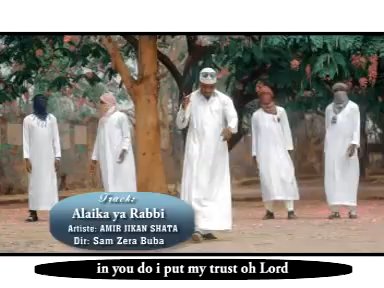 Track:
Alaika ya Rabbi
Artiste: AMIR JIKAN SHATA
Dir: Sam Zera Buba
in you do i put my trust oh Lord